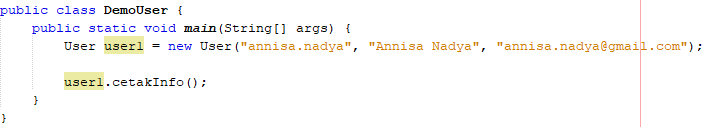 public class DemoUser {
public static void main(String[] args) {
User user1 = new User("annisa.nadya", "Annisa Nadya", "annisa.nadya@gmail.com");
user1.cetakInfo();
}
}